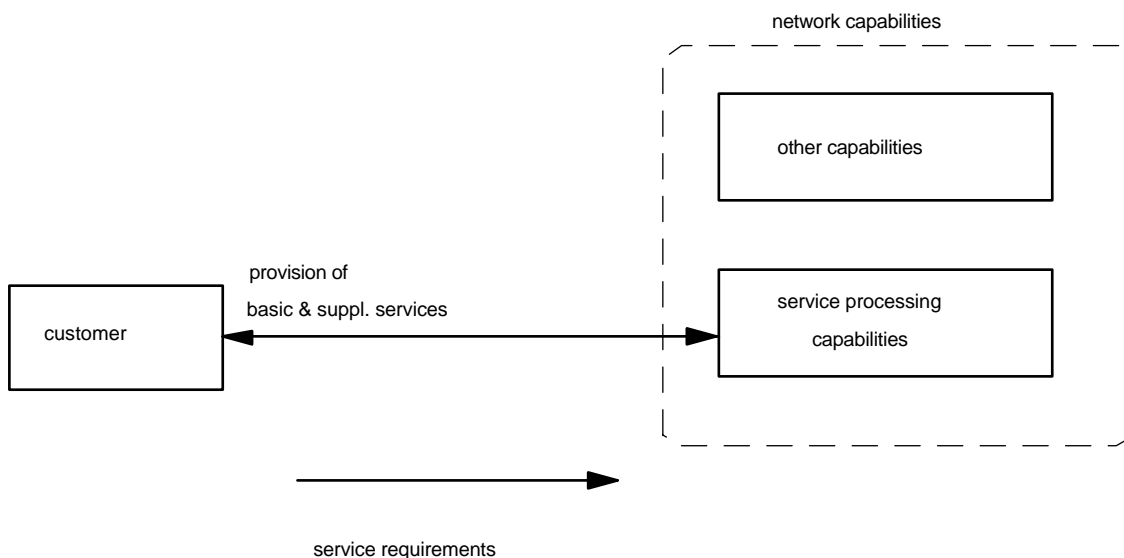 network capabilities
other capabilities
provision of
basic & suppl. services
customer
service processing
capabilities
service requirements